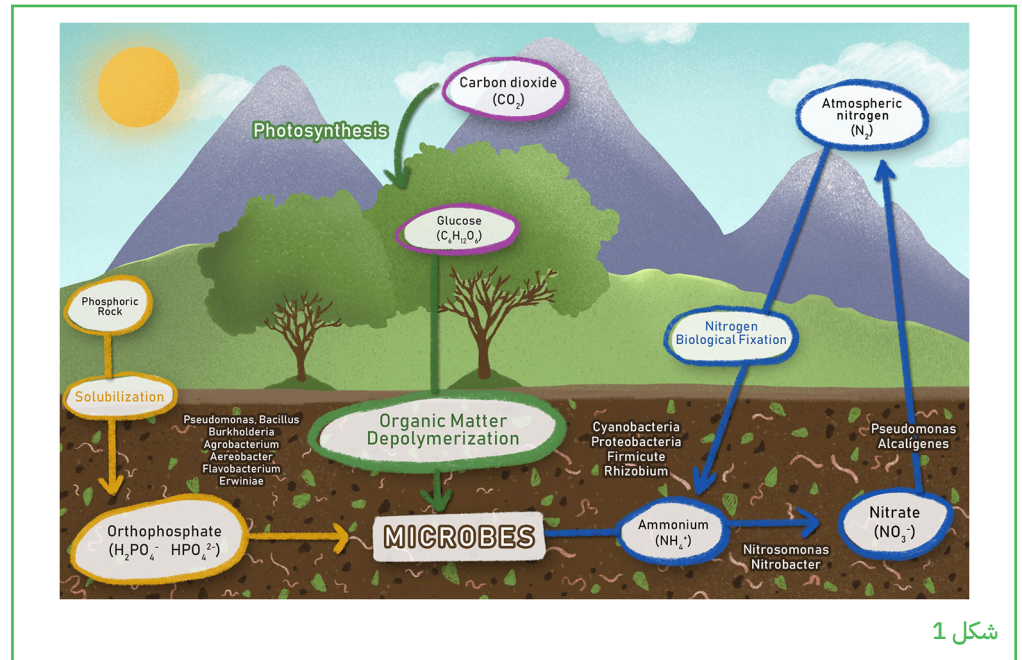 Carbon dioxide
(CO₂)
Atmospheric
nitrogen
(N₂)
Photosynthesis
Glucose
(C₆H₁₂O₆)
Phosphoric
Rock
Nitrogen
Biological Fixation
Solubilization
Pseudomonas, Bacillus
Burkholderia
Agrobacterium
Aereobacter
Flavobacterium
Erwiniae
Organic Matter
Depolymerization
Cyanobacteria
Proteobacteria
Firmicute
Rhizobium
Pseudomonas
Alcalígenes
Orthophosphate
(H₂PO₄⁻ HPO₄²⁻)
MICROBES
Ammonium
(NH₄⁺)
Nitrate
(NO₃⁻)
Nitrosomonas
Nitrobacter
شكل 1